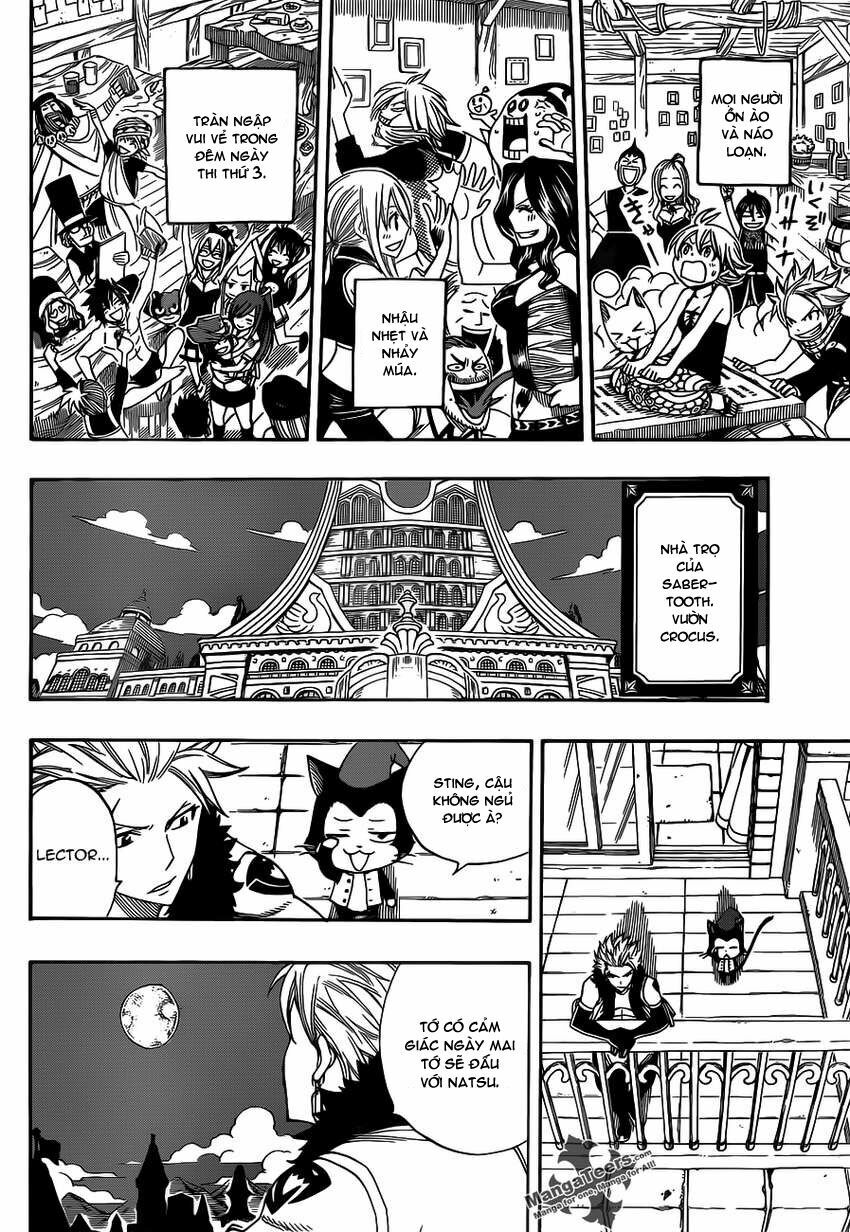 MỌI NGƯỜI
ỒN ÀO
VÀ NÁO
LOẠN.
NHẬU
NHẸT VÀ
NHẢY
MÚA.
TRÀN NGẬP
VUI VẺ TRONG
ĐÊM NGÀY
THI THỨ 3.
NHÀ TRỌ
CỦA
SABER-
TOOTH.
VƯỜN
CROCUS.
STING, CẬU
KHÔNG NGỦ
ĐƯỢC À?
LECTOR...
TỚ CÓ CẢM
GIÁC NGÀY MAI
TỚ SẼ ĐẤU
VỚI NATSU.
MangaTeers.com
Manga for one, Manga for All!